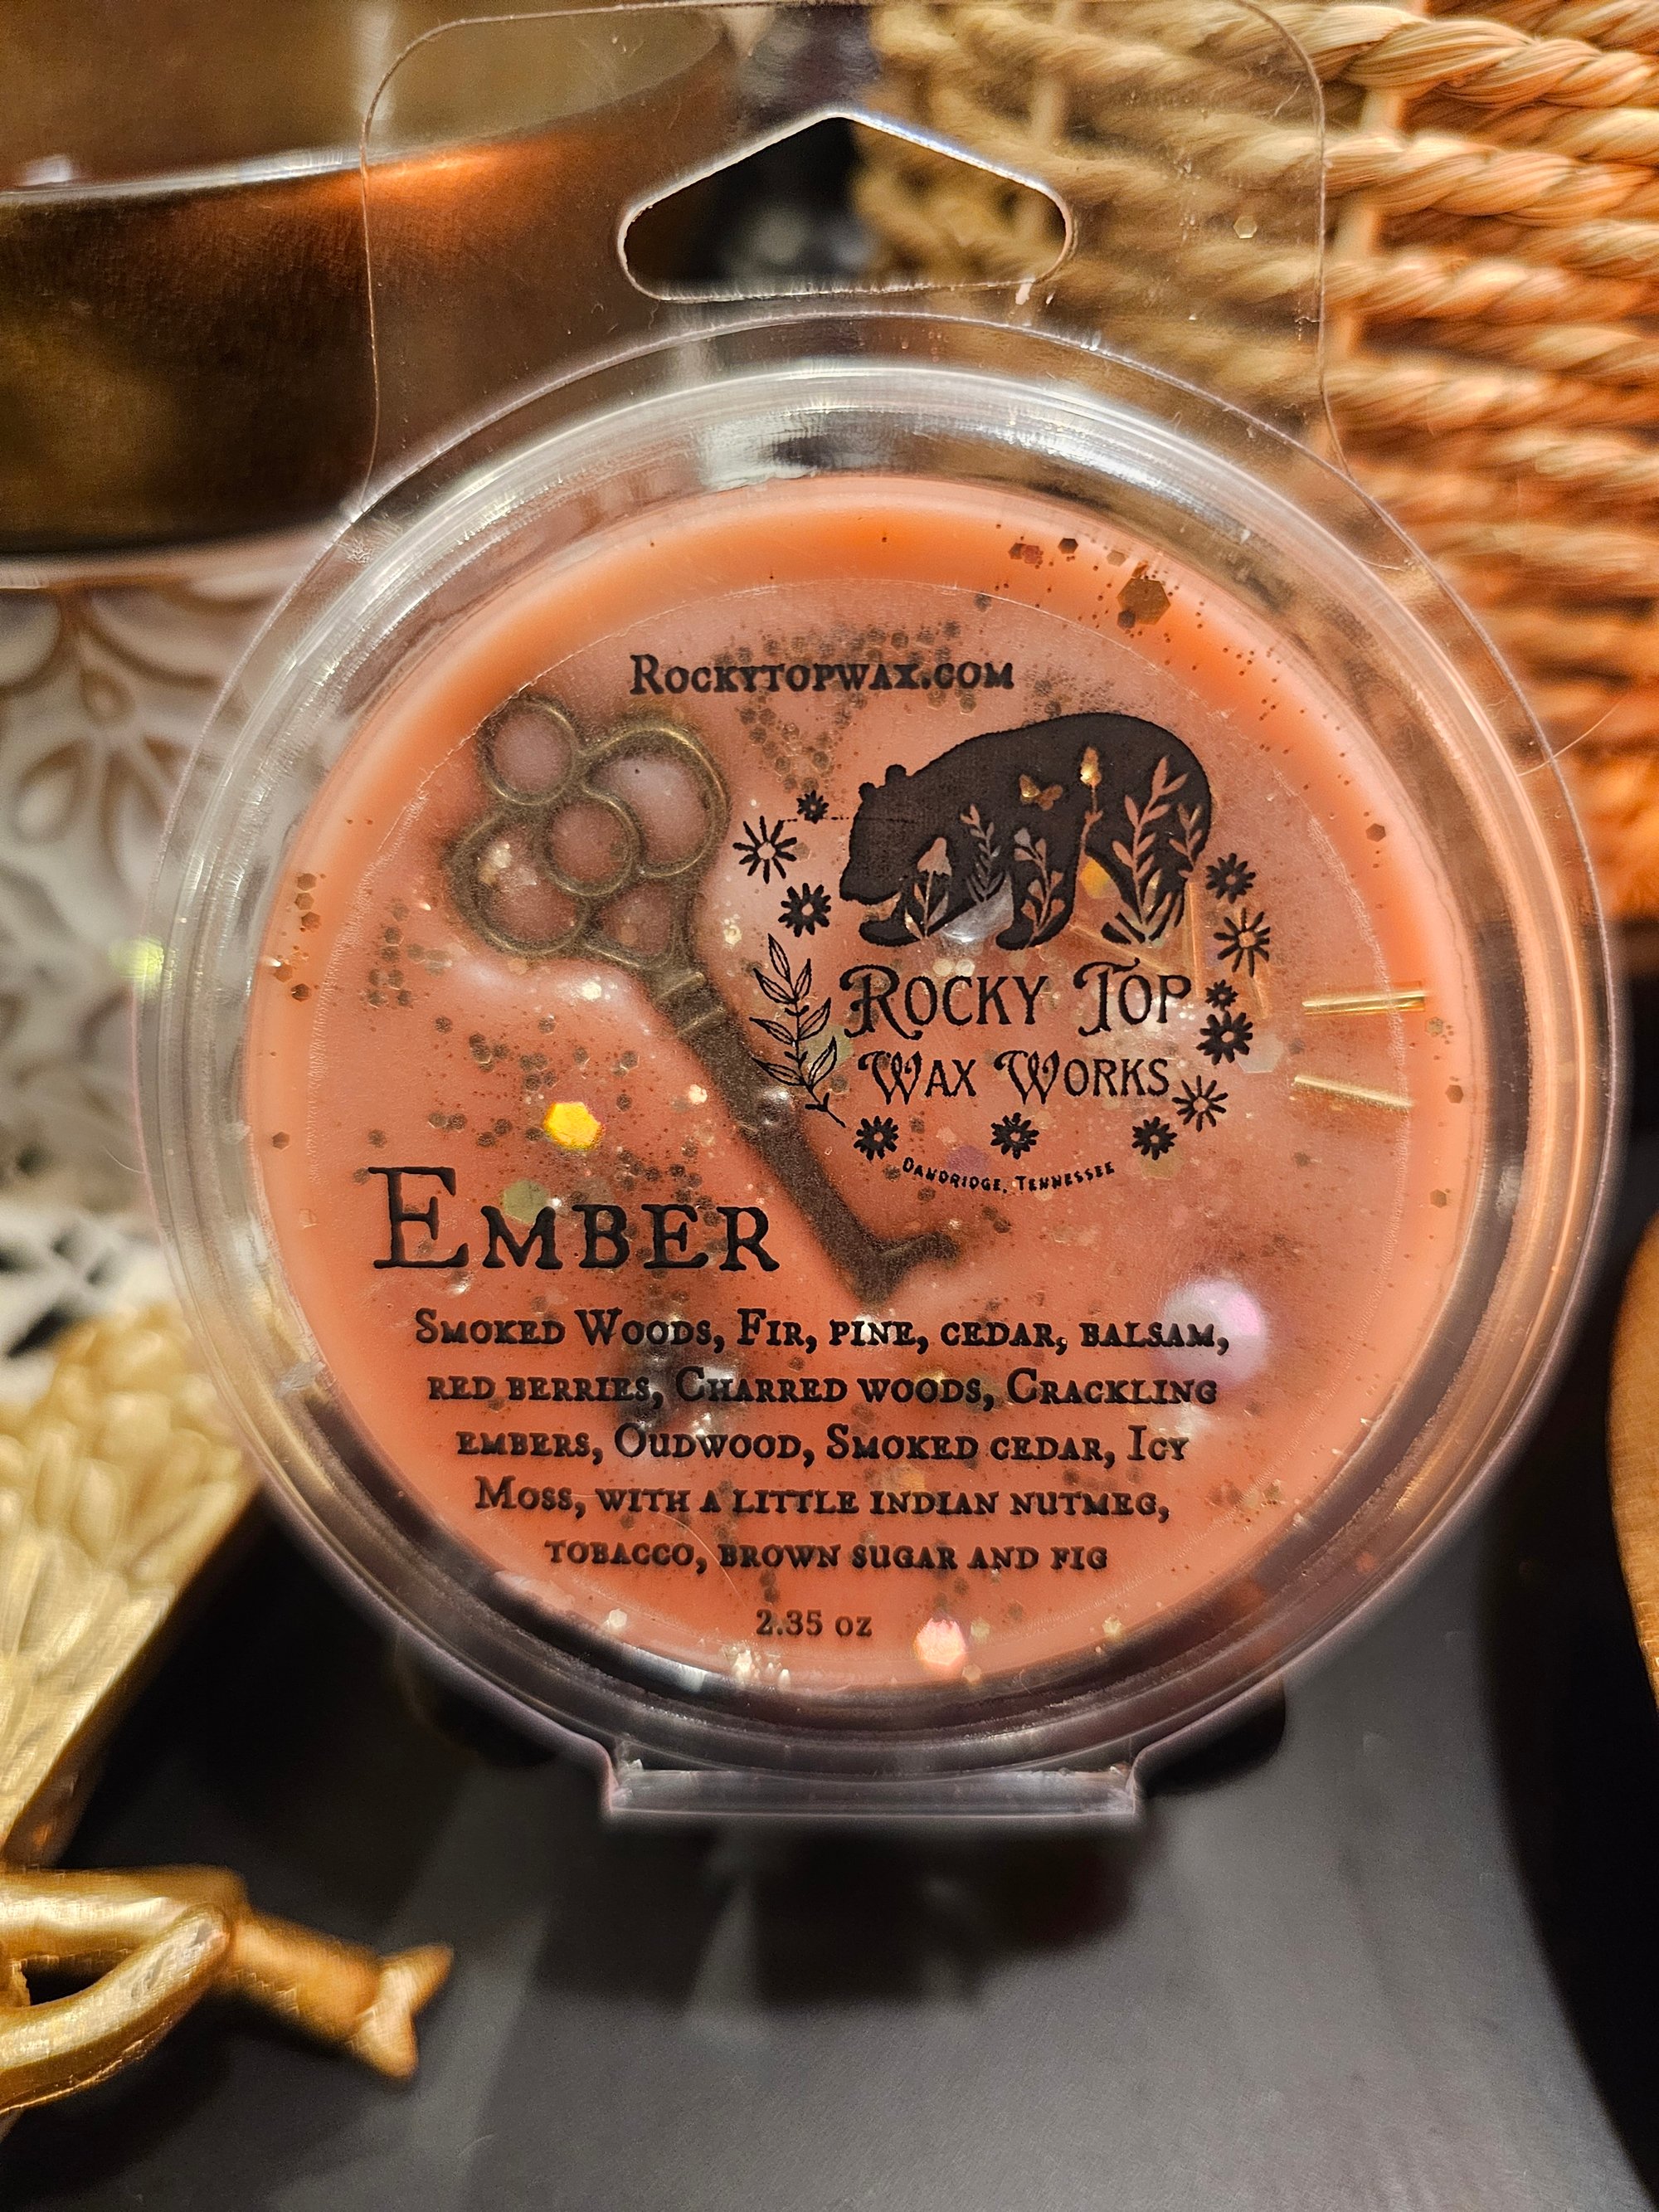 Rockytopwax.com
Rocky Top
Wax Works
Dandridge, Tennessee
Ember
Smoked Woods, Fir, pine, cedar, balsam,
red berries, Charred woods, Crackling
embers, Oudwood, Smoked cedar, Icy
Moss, with a little indian nutmeg,
tobacco, brown sugar and fig
2.35 oz